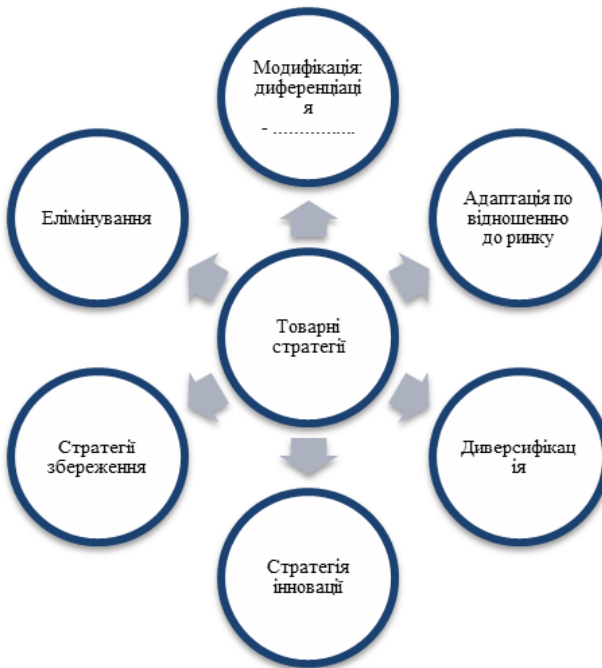 Модифікація:
диференціаці
я
- ................
Елімінування
Адаптація по
відношенню
до ринку
Товарні
стратегії
Стратегії
збереження
Диверсифікац
ія
Стратегія
інновації